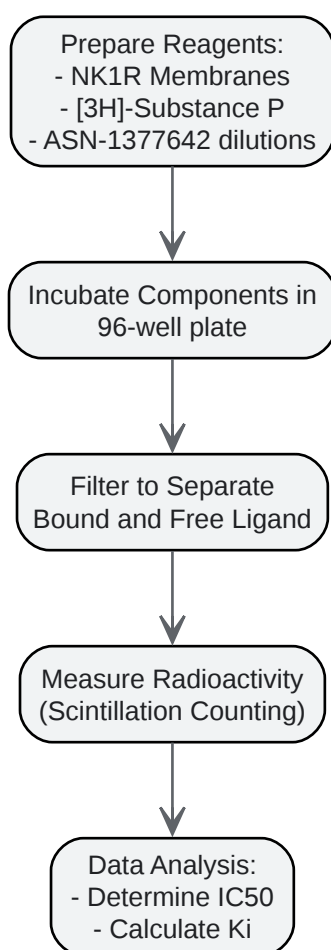 Prepare Reagents:
- NK1R Membranes
- [3H]-Substance P
- ASN-1377642 dilutions
Incubate Components in
96-well plate
Filter to Separate
Bound and Free Ligand
Measure Radioactivity
(Scintillation Counting)
Data Analysis:
- Determine IC50
- Calculate Ki